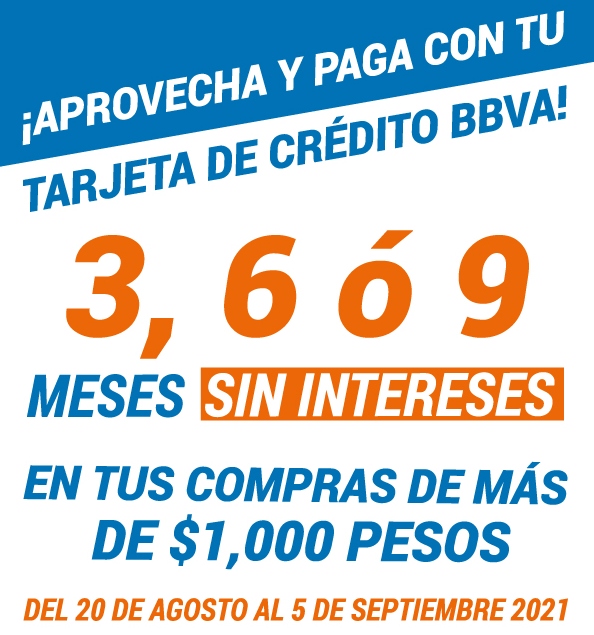 ¡APROVECHA Y PAGA CON TU
TARJETA DE CRÉDITO BBVA!
3, 6 ó 9
MESES SIN INTERESES
EN TUS COMPRAS DE MÁS
DE $1,000 PESOS
DEL 20 DE AGOSTO AL 5 DE SEPTIEMBRE 2021